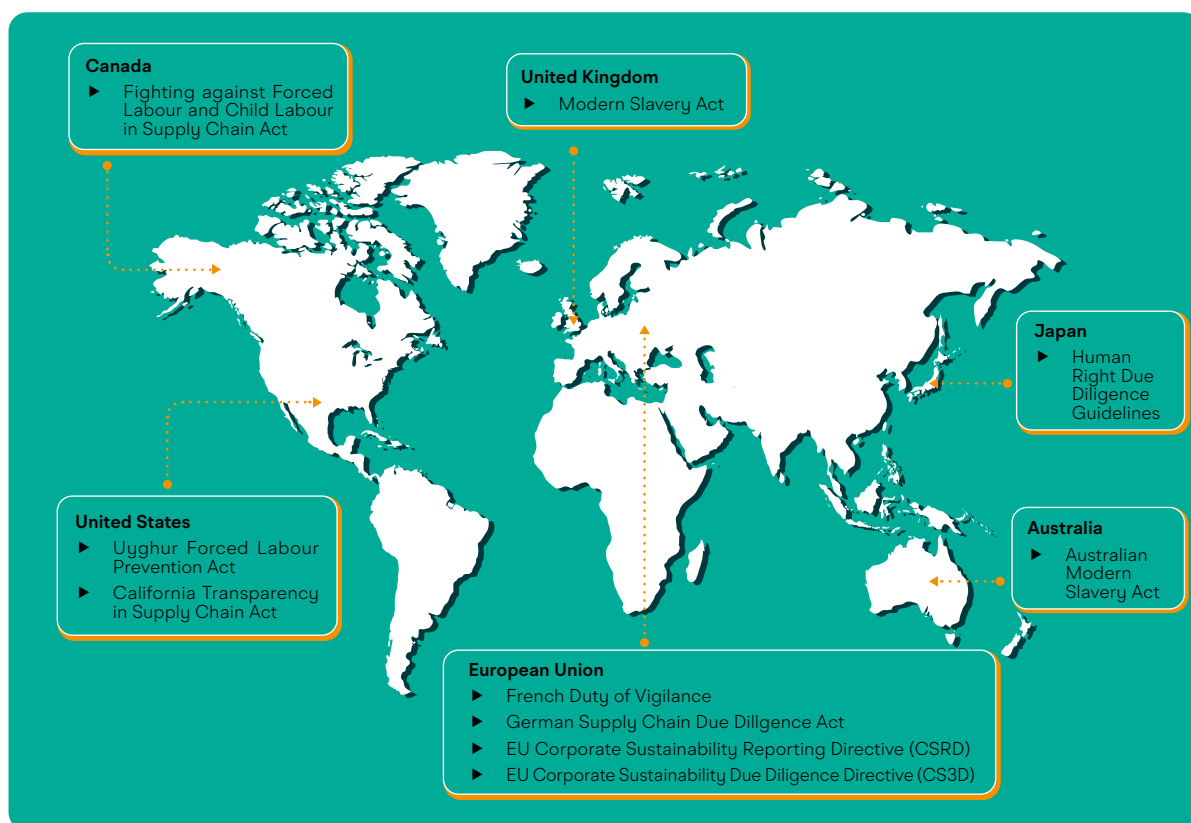 Canada
▶ Fighting against Forced
Labour and Child Labour
in Supply Chain Act
United Kingdom
▶ Modern Slavery Act
Japan
▶ Human
Right Due
Diligence
Guidelines
United States
▶ Uyghur Forced Labour
Prevention Act
▶ California Transparency
in Supply Chain Act
Australia
▶ Australian
Modern
Slavery Act
European Union
▶ French Duty of Vigilance
▶ German Supply Chain Due Dillgence Act
▶ EU Corporate Sustainability Reporting Directive (CSRD)
▶ EU Corporate Sustainability Due Diligence Directive (CS3D)